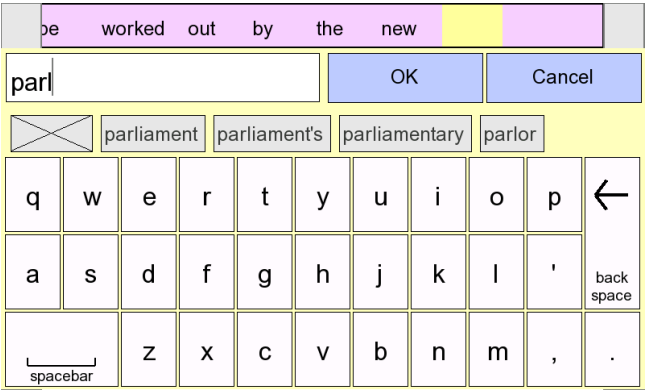 be worked out by the new
parl OK Cancel
parliament parliament's parliamentary parlor
q w e r t y u i o p
a s d f g h j k l ' back space
spacebar z x c v b n m , .